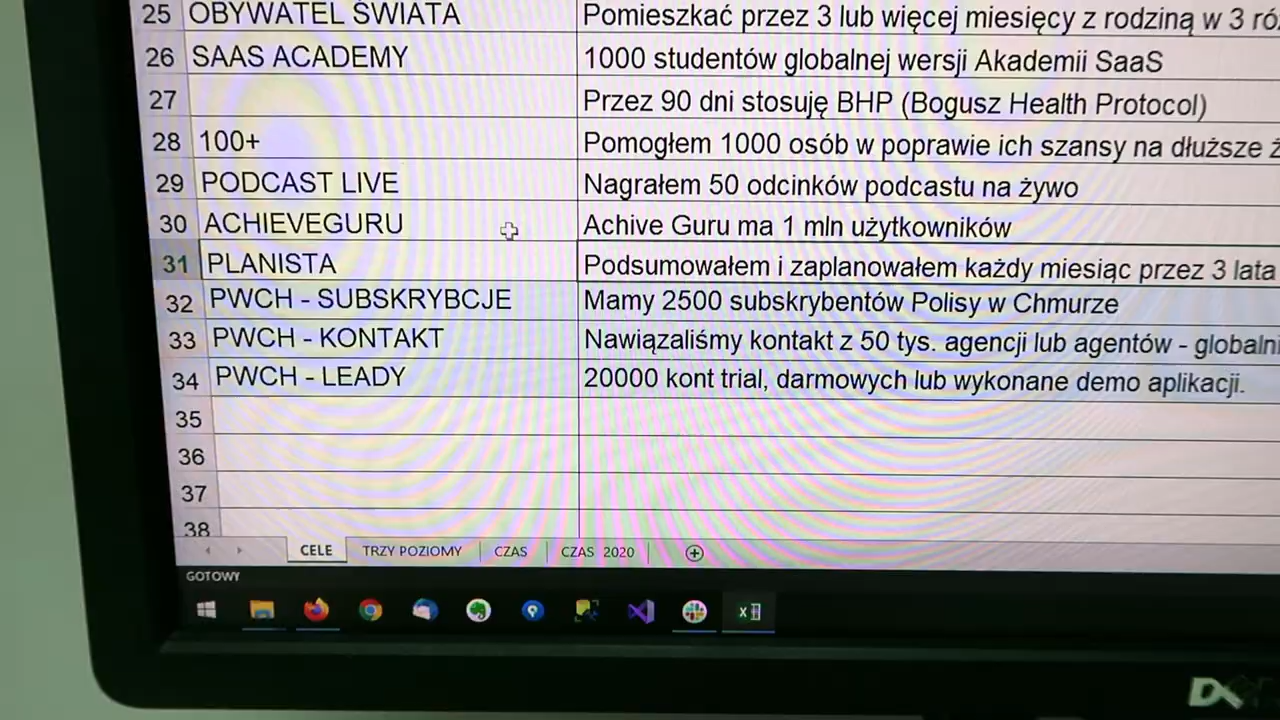 25 OBYWATEL ŚWIATA Pomieszkać przez 3 lub więcej miesięcy z rodziną w 3
26 SAAS ACADEMY 1000 studentów globalnej wersji Akademii SaaS
27 Przez 90 dni stosuję BHP (Bogusz Health Protocol)
28 100+ Pomogłem 1000 osób w poprawie ich szansy na dłuższe
29 PODCAST LIVE Nagrałem 50 odcinków podcastu na żywo
30 ACHIEVEGURU Achive Guru ma 1 mln użytkowników
31 PLANISTA Podsumowałem i zaplanowałem każdy miesiąc przez 3 lata
32 PWCH - SUBSKRYBCJE Mamy 2500 subskrybentów Polisy w Chmurze
33 PWCH - KONTAKT Nawiązaliśmy kontakt z 50 tys. agencji lub agentów - globalni
34 PWCH - LEADY 20000 kont trial, darmowych lub wykonane demo aplikacji.
35
36
37
38
CELE TRZY POZIOMY CZAS CZAS 2020
GOTOWY